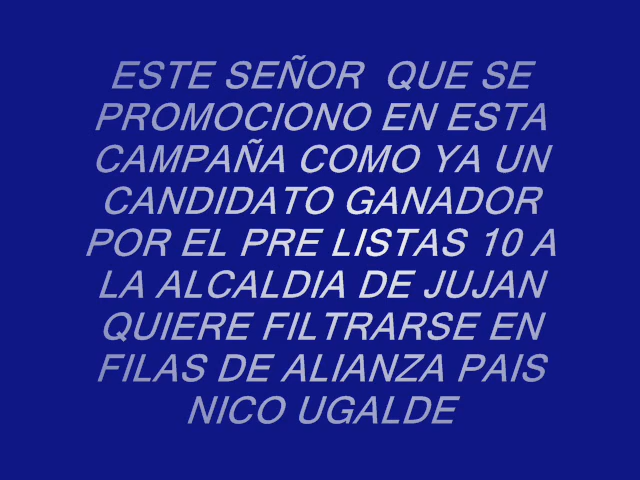 ESTE SEÑOR QUE SE
PROMOCIONO EN ESTA
CAMPAÑA COMO YA UN
CANDIDATO GANADOR
POR EL PRE LISTAS 10 A
LA ALCALDIA DE JUJAN
QUIERE FILTRARSE EN
FILAS DE ALIANZA PAIS
NICO UGALDE